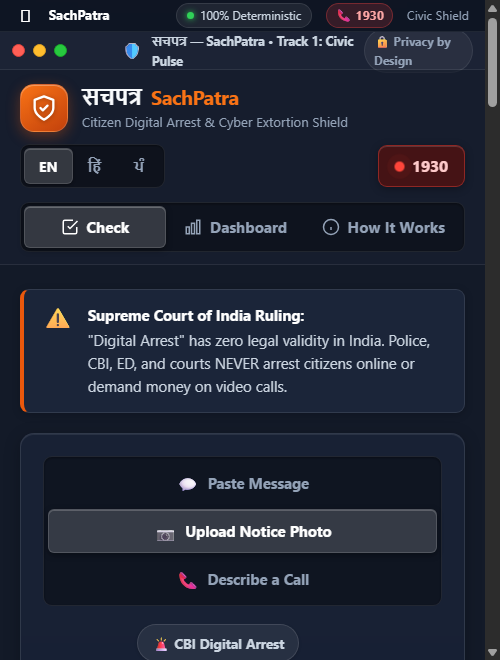 SachPatra
100% Deterministic
1930
Civic Shield
सचपत्र — SachPatra • Track 1: Civic Pulse
Privacy by Design
सचपत्र SachPatra
Citizen Digital Arrest & Cyber Extortion Shield
EN
हिं
ਪੰ
1930
Check
Dashboard
How It Works
Supreme Court of India Ruling:
"Digital Arrest" has zero legal validity in India. Police,
CBI, ED, and courts NEVER arrest citizens online or
demand money on video calls.
Paste Message
Upload Notice Photo
Describe a Call
CBI Digital Arrest